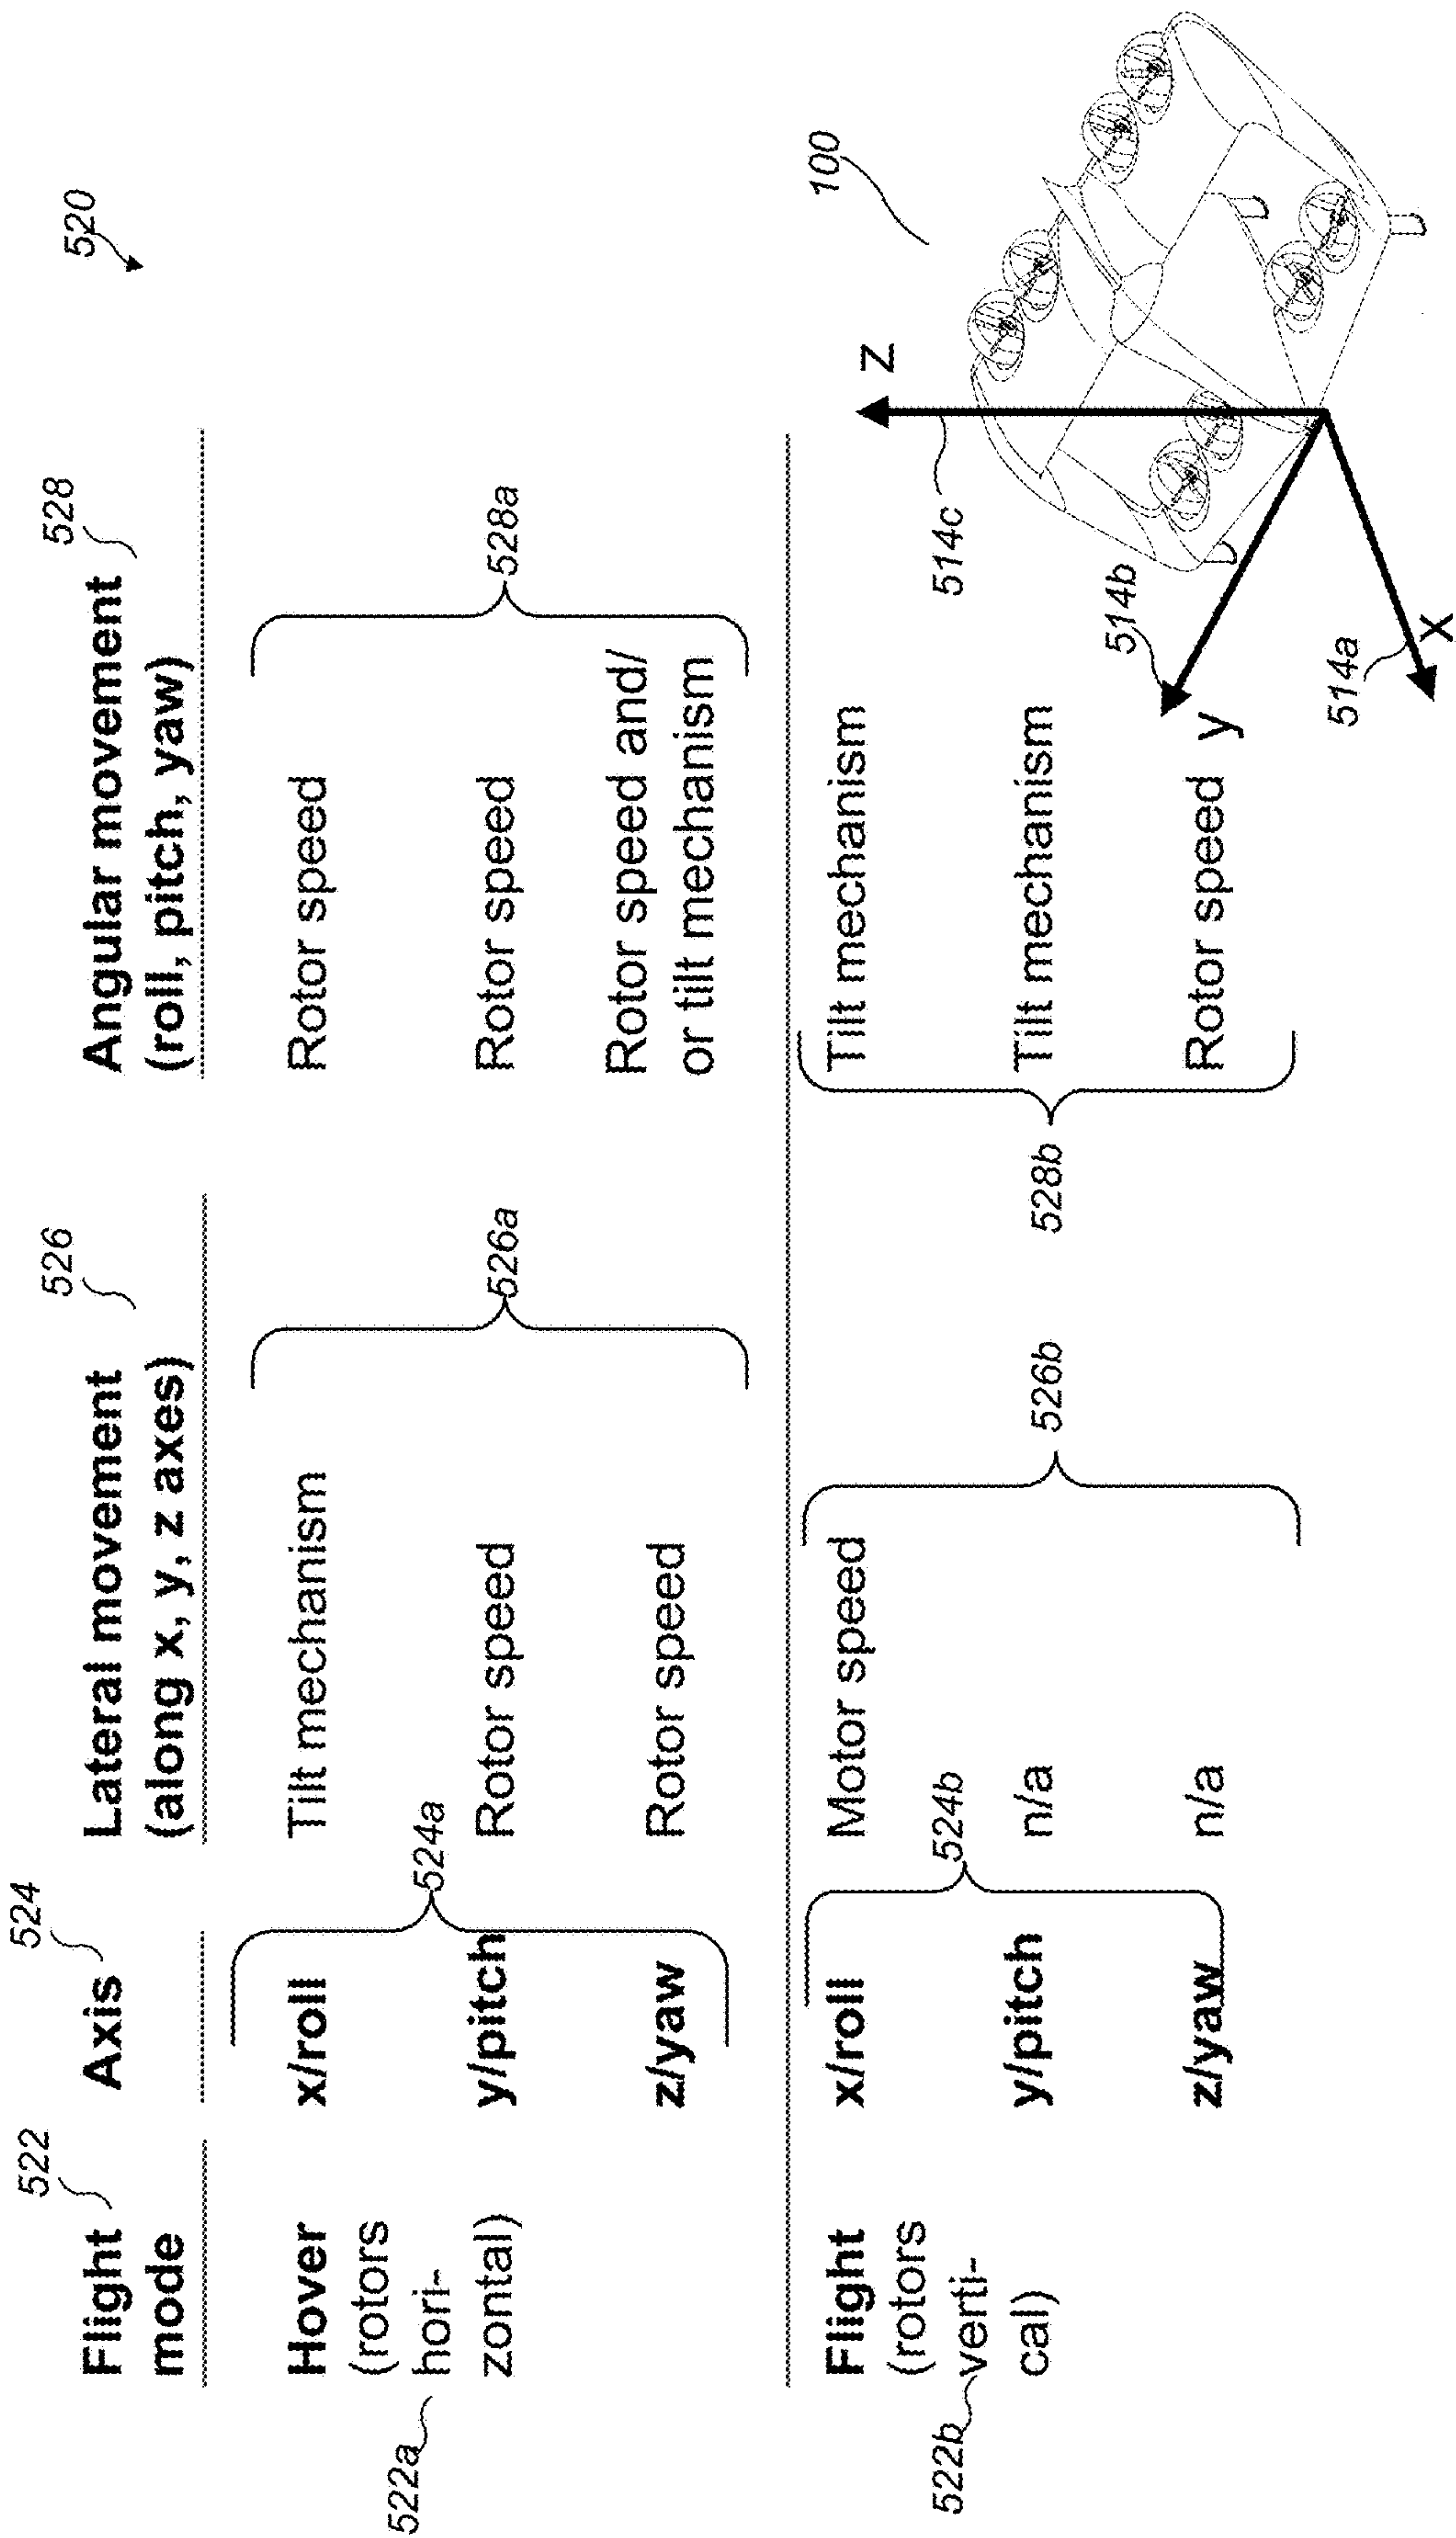 520
522
524
526
528
Flight
mode
Axis
Lateral movement
(along x, y, z axes)
Angular movement
(roll, pitch, yaw)
522a
Hover
(rotors
hori-
zontal)
524a
x/roll
y/pitch
z/yaw
526a
Tilt mechanism
Rotor speed
Rotor speed
528a
Rotor speed
Rotor speed
Rotor speed and/
or tilt mechanism
522b
Flight
(rotors
verti-
cal)
524b
x/roll
y/pitch
z/yaw
526b
Motor speed
n/a
n/a
528b
Tilt mechanism
Tilt mechanism
Rotor speed
100
z
514c
514b
y
514a
x